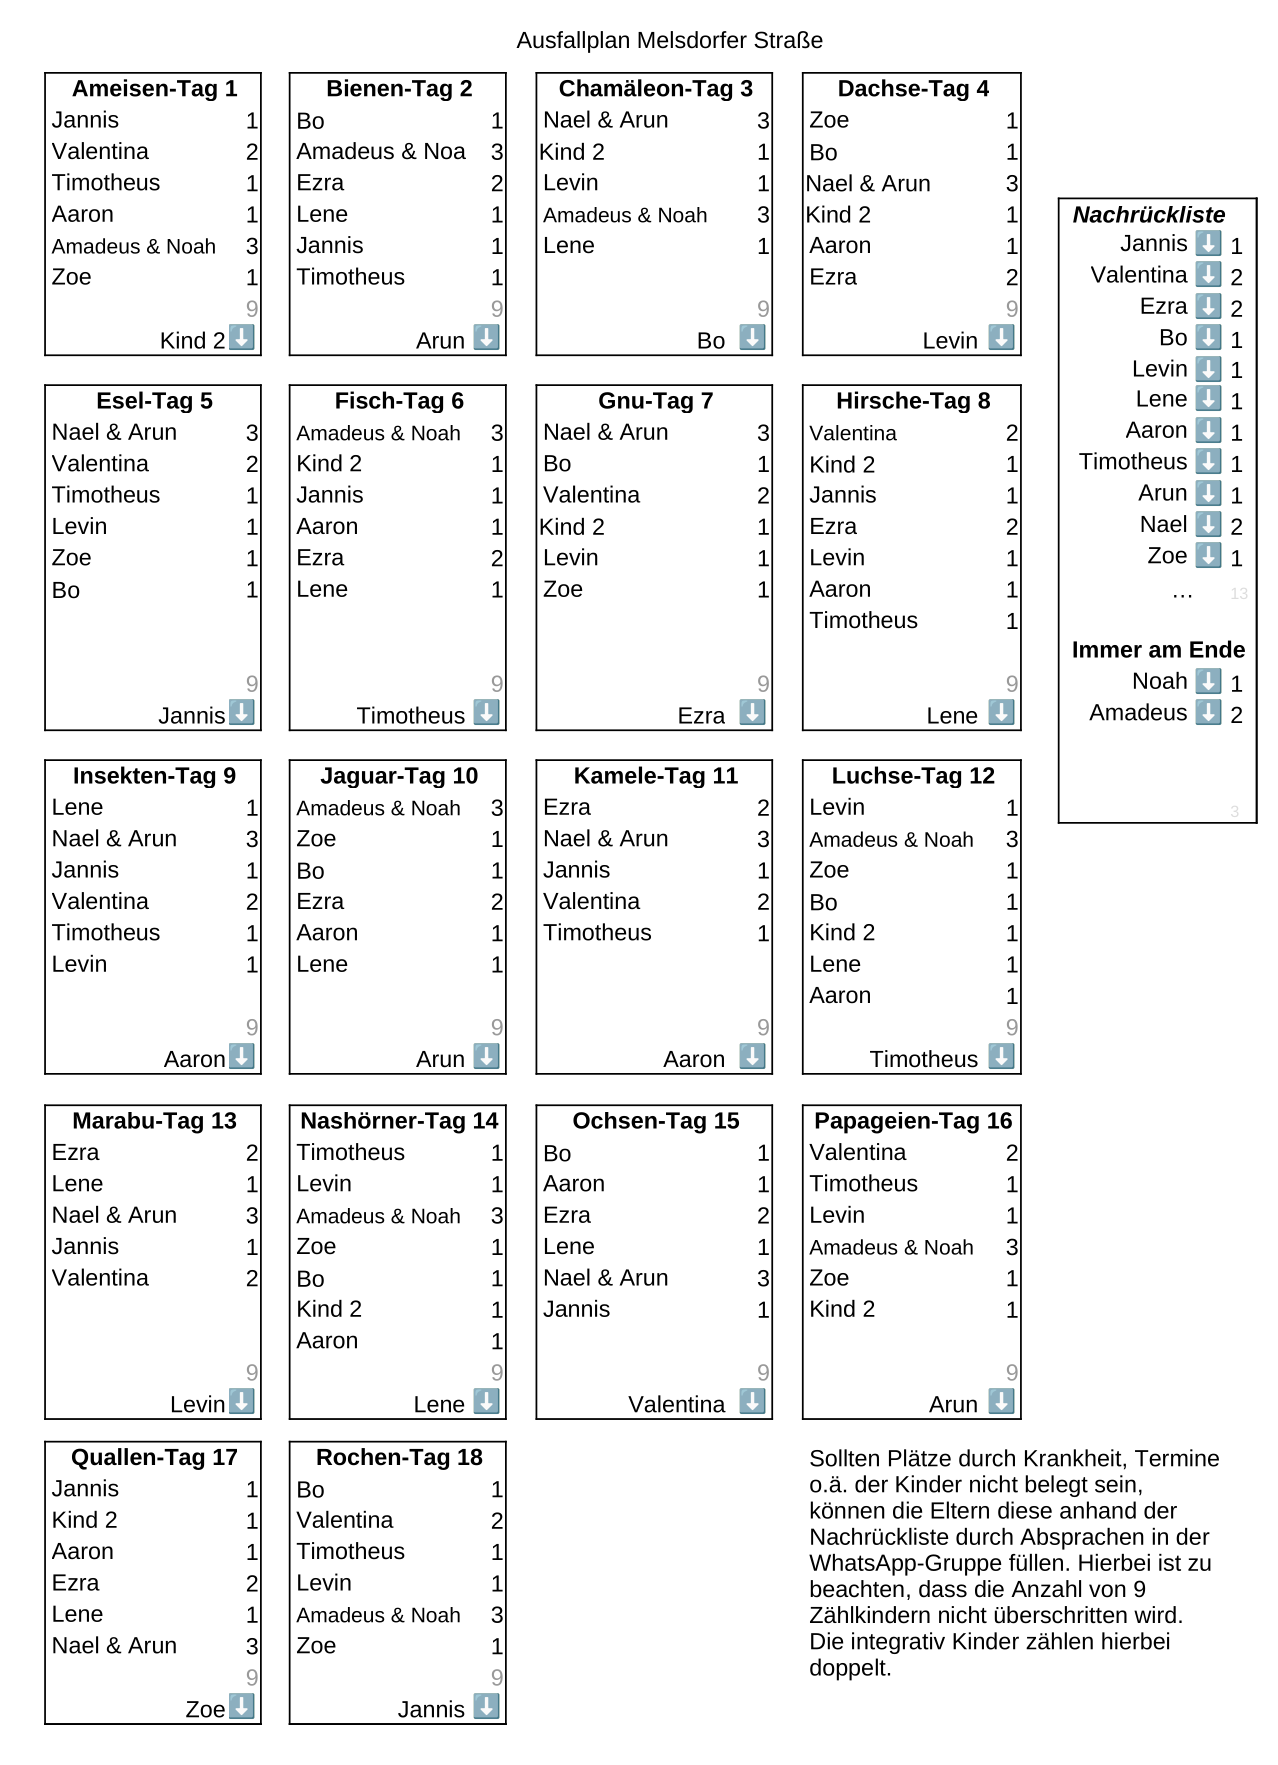 Ausfallplan Melsdorfer Straße
Ameisen-Tag 1
Jannis 1
Valentina 2
Timotheus 1
Aaron 1
Amadeus & Noah 3
Zoe 1
9
Kind 2 ⬇️
Bienen-Tag 2
Bo 1
Amadeus & Noa 3
Ezra 2
Lene 1
Jannis 1
Timotheus 1
9
Arun ⬇️
Chamäleon-Tag 3
Nael & Arun 3
Kind 2 1
Levin 1
Amadeus & Noah 3
Lene 1
9
Bo ⬇️
Dachse-Tag 4
Zoe 1
Bo 1
Nael & Arun 3
Kind 2 1
Aaron 1
Ezra 2
9
Levin ⬇️
Esel-Tag 5
Nael & Arun 3
Valentina 2
Timotheus 1
Levin 1
Zoe 1
Bo 1
9
Jannis ⬇️
Fisch-Tag 6
Amadeus & Noah 3
Kind 2 1
Jannis 1
Aaron 1
Ezra 2
Lene 1
9
Timotheus ⬇️
Gnu-Tag 7
Nael & Arun 3
Bo 1
Valentina 2
Kind 2 1
Levin 1
Zoe 1
9
Ezra ⬇️
Hirsche-Tag 8
Valentina 2
Kind 2 1
Jannis 1
Ezra 2
Levin 1
Aaron 1
Timotheus 1
9
Lene ⬇️
Insekten-Tag 9
Lene 1
Nael & Arun 3
Jannis 1
Valentina 2
Timotheus 1
Levin 1
9
Aaron ⬇️
Jaguar-Tag 10
Amadeus & Noah 3
Zoe 1
Bo 1
Ezra 2
Aaron 1
Lene 1
9
Arun ⬇️
Kamele-Tag 11
Ezra 2
Nael & Arun 3
Jannis 1
Valentina 2
Timotheus 1
9
Aaron ⬇️
Luchse-Tag 12
Levin 1
Amadeus & Noah 3
Zoe 1
Bo 1
Kind 2 1
Lene 1
Aaron 1
9
Timotheus ⬇️
Marabu-Tag 13
Ezra 2
Lene 1
Nael & Arun 3
Jannis 1
Valentina 2
9
Levin ⬇️
Nashörner-Tag 14
Timotheus 1
Levin 1
Amadeus & Noah 3
Zoe 1
Bo 1
Kind 2 1
Aaron 1
9
Lene ⬇️
Ochsen-Tag 15
Bo 1
Aaron 1
Ezra 2
Lene 1
Nael & Arun 3
Jannis 1
9
Valentina ⬇️
Papageien-Tag 16
Valentina 2
Timotheus 1
Levin 1
Amadeus & Noah 3
Zoe 1
Kind 2 1
9
Arun ⬇️
Quallen-Tag 17
Jannis 1
Kind 2 1
Aaron 1
Ezra 2
Lene 1
Nael & Arun 3
9
Zoe ⬇️
Rochen-Tag 18
Bo 1
Valentina 2
Timotheus 1
Levin 1
Amadeus & Noah 3
Zoe 1
9
Jannis ⬇️
Nachrückliste
Jannis ⬇️ 1
Valentina ⬇️ 2
Ezra ⬇️ 2
Bo ⬇️ 1
Levin ⬇️ 1
Lene ⬇️ 1
Aaron ⬇️ 1
Timotheus ⬇️ 1
Arun ⬇️ 1
Nael ⬇️ 2
Zoe ⬇️ 1
… 13
Immer am Ende
Noah ⬇️ 1
Amadeus ⬇️ 2
3
Sollten Plätze durch Krankheit, Termine
o.ä. der Kinder nicht belegt sein,
können die Eltern diese anhand der
Nachrückliste durch Absprachen in der
WhatsApp-Gruppe füllen. Hierbei ist zu
beachten, dass die Anzahl von 9
Zählkindern nicht überschritten wird.
Die integrativ Kinder zählen hierbei
doppelt.